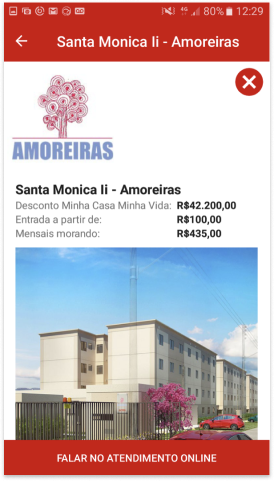 4G 80% 12:29
Santa Monica Ii - Amoreiras
AMOREIRAS
Santa Monica Ii - Amoreiras
Desconto Minha Casa Minha Vida: R$42.200,00
Entrada a partir de: R$100,00
Mensais morando: R$435,00
FALAR NO ATENDIMENTO ONLINE